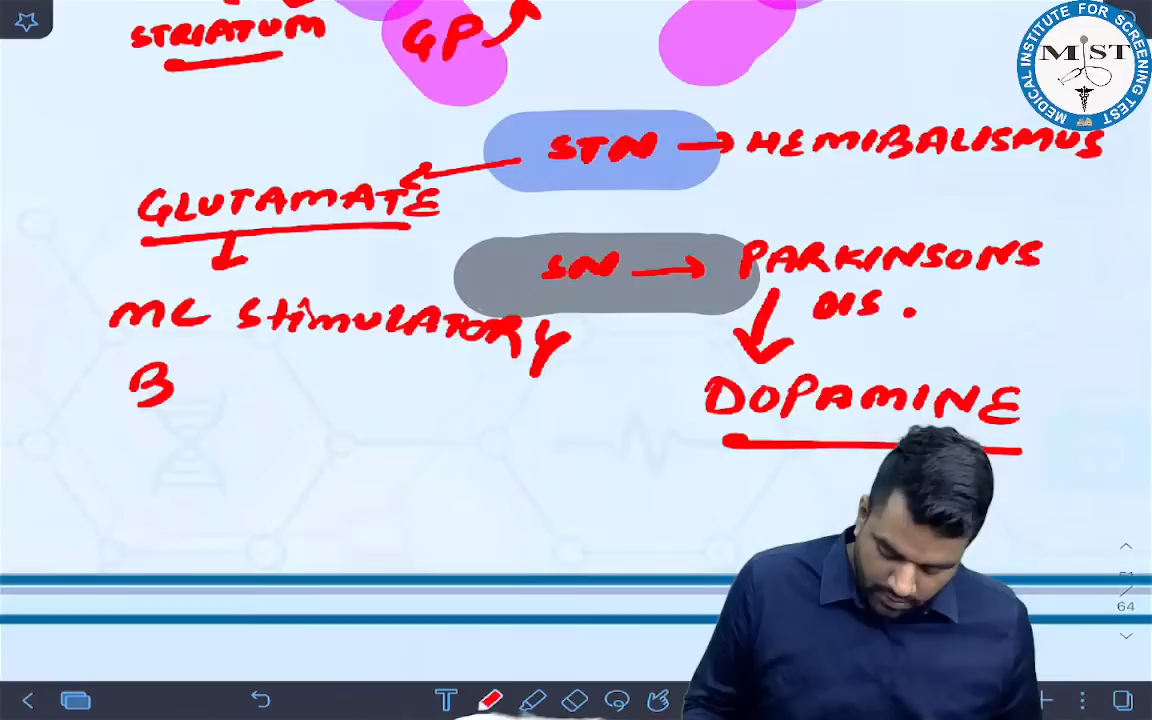 STRIATUM
GP
STN → HEMIBALISMUS
GLUTAMATE
SN → PARKINSONS
DIS.
MC StimULATORY
B
DOPAMINE
MEDICAL INSTITUTE FOR SCREENING TEST
MIST
64
T